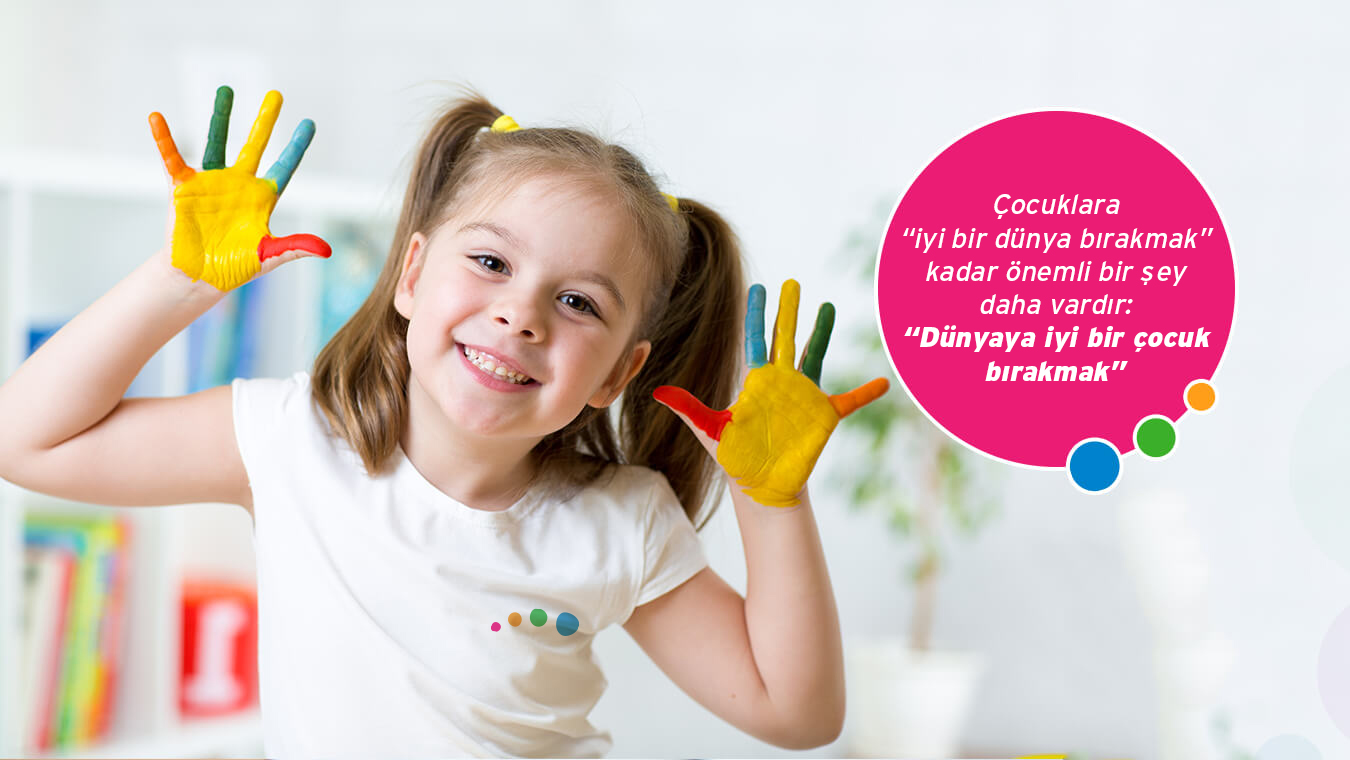 Çocuklara
“iyi bir dünya bırakmak”
kadar önemli bir şey
daha vardır:
“Dünyaya iyi bir çocuk
bırakmak”